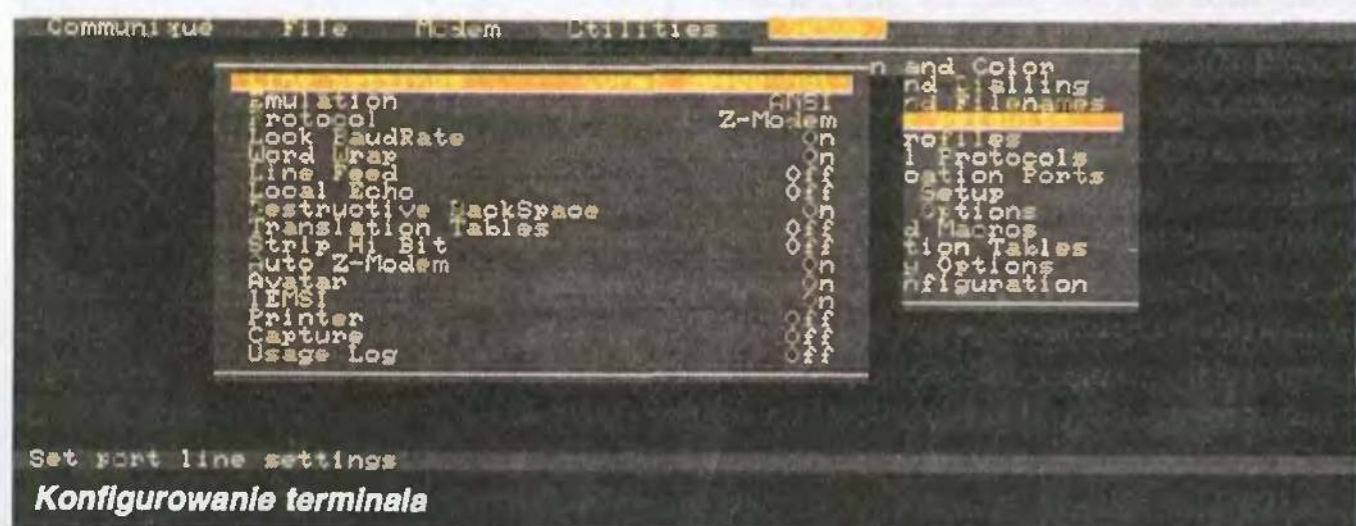 Communique File Modem Utilities
Emulation ANSI
Protocol Z-Modem
Lock BaudRate On
Word Wrap On
Line Feed Off
Local Echo Off
Destructive BackSpace On
Translation Tables Off
Strip Hi Bit Off
Auto Z-Modem On
Avatar On
IEMSI On
Printer Off
Capture Off
Usage Log Off
n and Color
nd Dialling
nd Filenames
rofiles
l Protocols
cation Ports
Setup
Options
d Macros
tion Tables
Options
nfiguration
Set port line settings
Konfigurowanie terminala